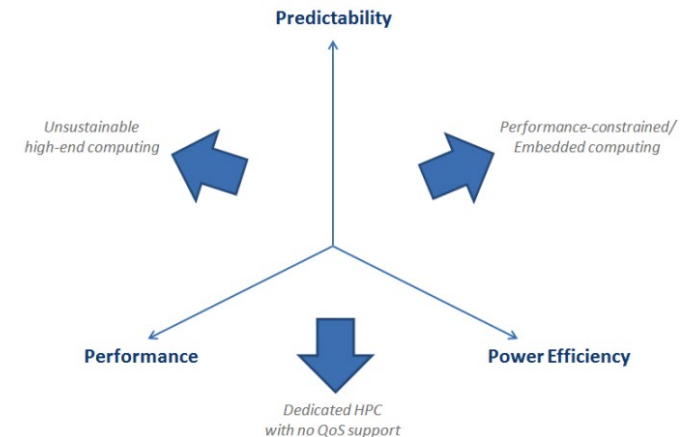 Predictability
Unsustainable
high-end computing
Performance-constrained/
Embedded computing
Performance
Power Efficiency
Dedicated HPC
with no QoS support